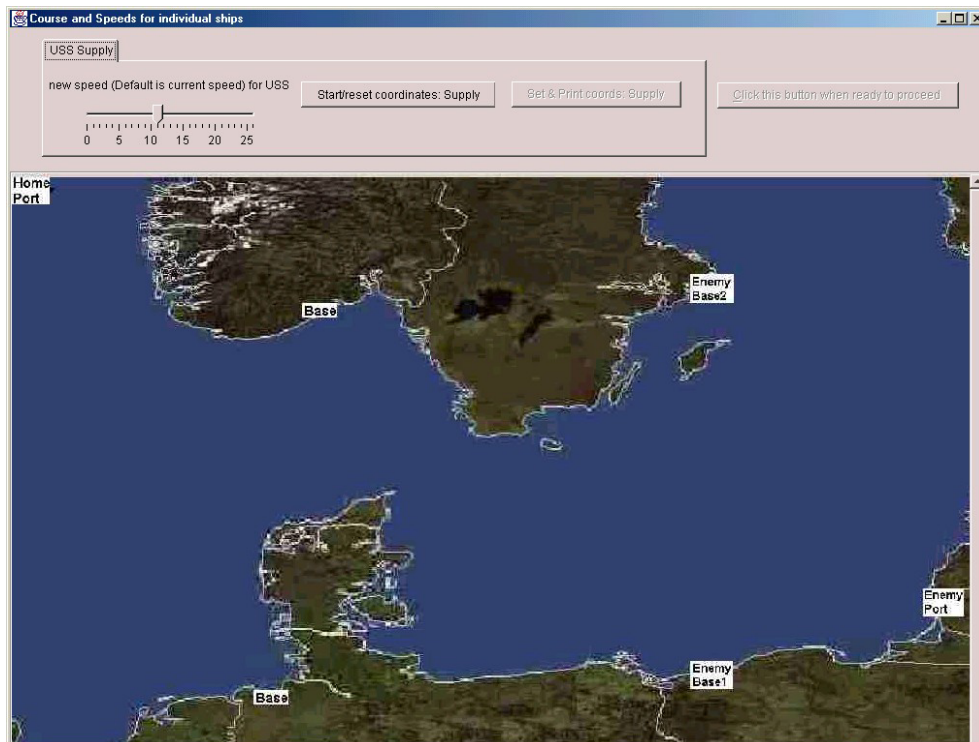 Course and Speeds for individual ships
USS Supply
new speed (Default is current speed) for USS
Start/reset coordinates: Supply
Set & Print coords: Supply
Click this button when ready to proceed
0 5 10 15 20 25
Home
Port
Enemy
Base2
Base
Enemy
Port
Enemy
Base1
Base